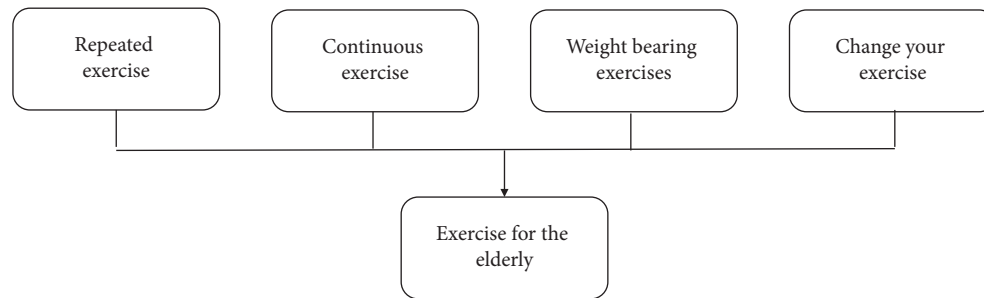 Repeated
exercise
Continuous
exercise
Weight bearing
exercises
Change your
exercise
Exercise for the
elderly